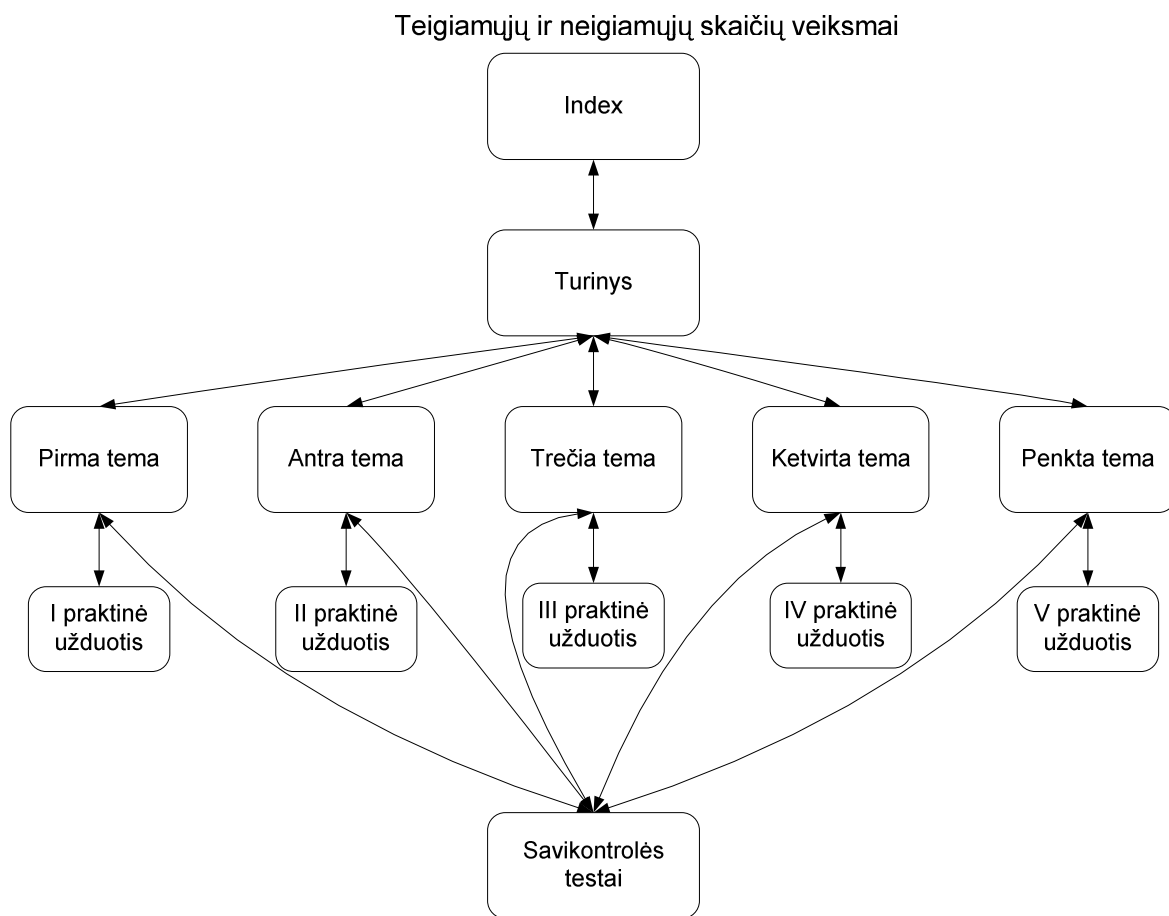 Teigiamųjų ir neigiamųjų skaičių veiksmai
Index
Turinys
Pirma tema
Antra tema
Trečia tema
Ketvirta tema
Penkta tema
I praktinė
užduotis
II praktinė
užduotis
III praktinė
užduotis
IV praktinė
užduotis
V praktinė
užduotis
Savikontrolės
testai